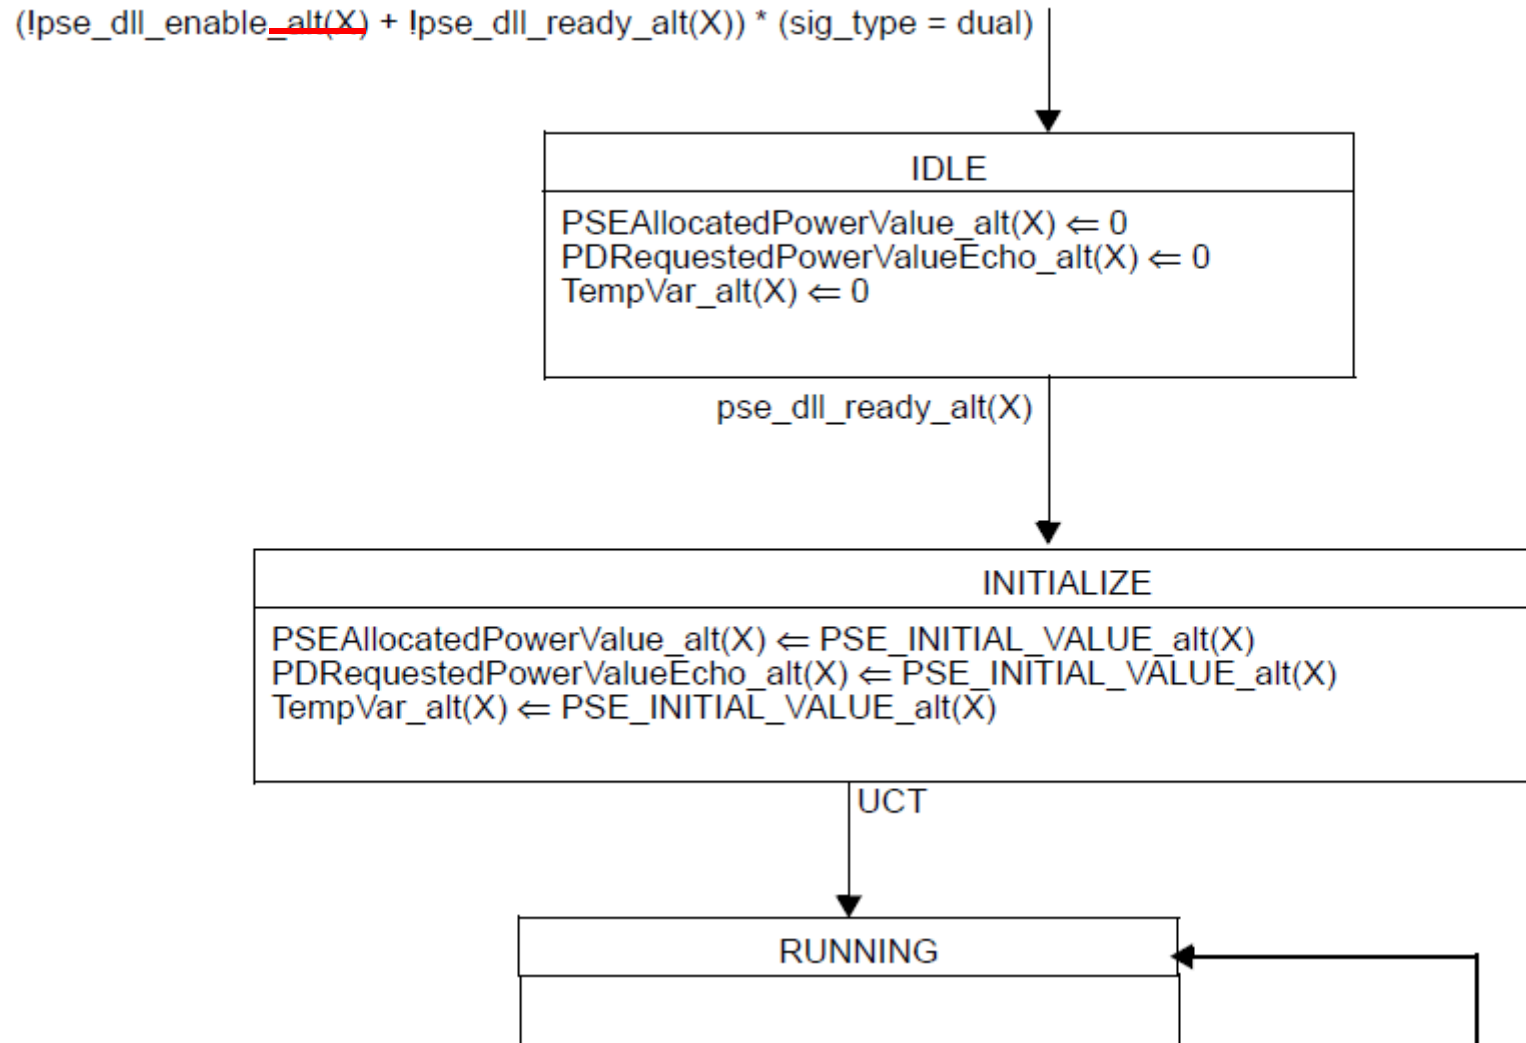 (!pse_dll_enable_alt(X) + !pse_dll_ready_alt(X)) * (sig_type = dual)
IDLE
PSEAllocatedPowerValue_alt(X) ⇐ 0
PDRequestedPowerValueEcho_alt(X) ⇐ 0
TempVar_alt(X) ⇐ 0
pse_dll_ready_alt(X)
INITIALIZE
PSEAllocatedPowerValue_alt(X) ⇐ PSE_INITIAL_VALUE_alt(X)
PDRequestedPowerValueEcho_alt(X) ⇐ PSE_INITIAL_VALUE_alt(X)
TempVar_alt(X) ⇐ PSE_INITIAL_VALUE_alt(X)
UCT
RUNNING